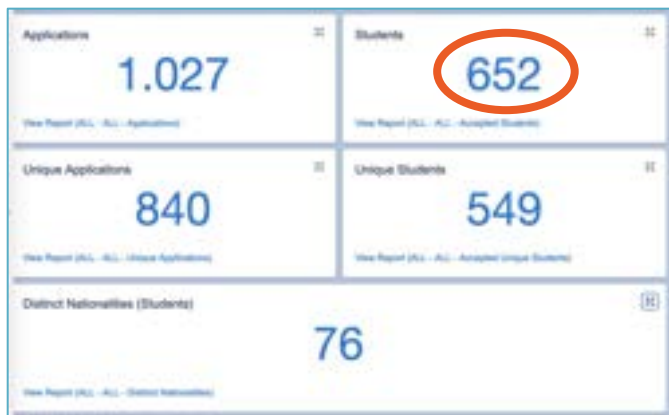 Applications
1.027
View Report (ALL - ALL - Applications)
Students
652
View Report (ALL - ALL - Accepted Students)
Unique Applications
840
View Report (ALL - ALL - Unique Applications)
Unique Students
549
View Report (ALL - ALL - Accepted Unique Students)
Distinct Nationalities (Students)
76
View Report (ALL - ALL - Distinct Nationalities)